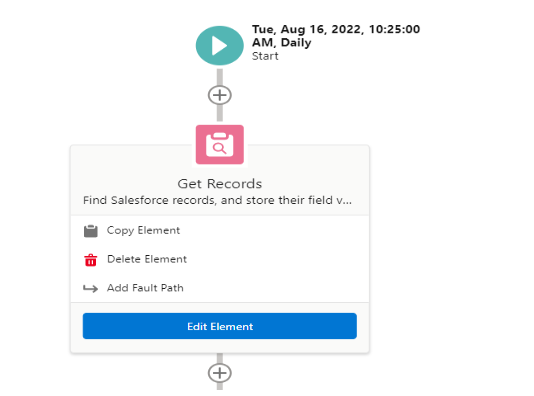 Tue, Aug 16, 2022, 10:25:00
AM, Daily
Start
Get Records
Find Salesforce records, and store their field v...
Copy Element
Delete Element
Add Fault Path
Edit Element